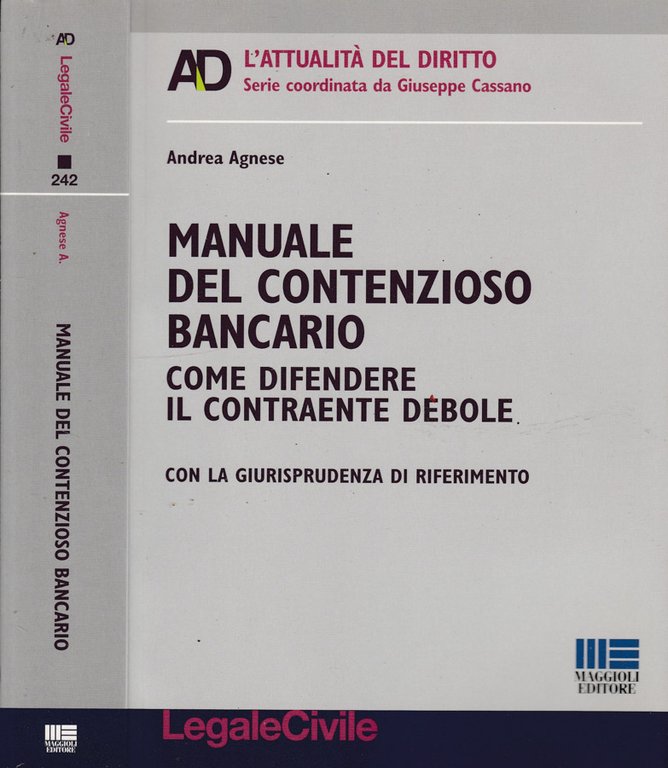 AD
LegaleCivile
242
Agnese A.
MANUALE DEL CONTENZIOSO BANCARIO
MAGGIOLI
EDITORE
AD
L'ATTUALITÀ DEL DIRITTO
Serie coordinata da Giuseppe Cassano
Andrea Agnese
MANUALE
DEL CONTENZIOSO
BANCARIO
COME DIFENDERE
IL CONTRAENTE DEBOLE
CON LA GIURISPRUDENZA DI RIFERIMENTO
MAGGIOLI
EDITORE
LegaleCivile